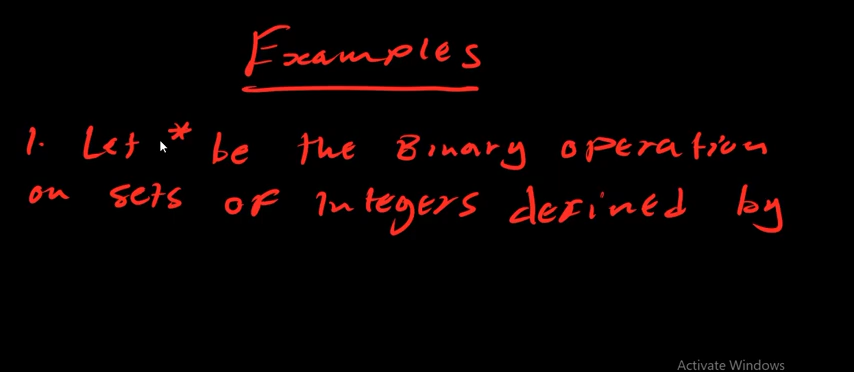 Examples
1. Let * be the Binary operation
on sets of integers defined by
Activate Windows